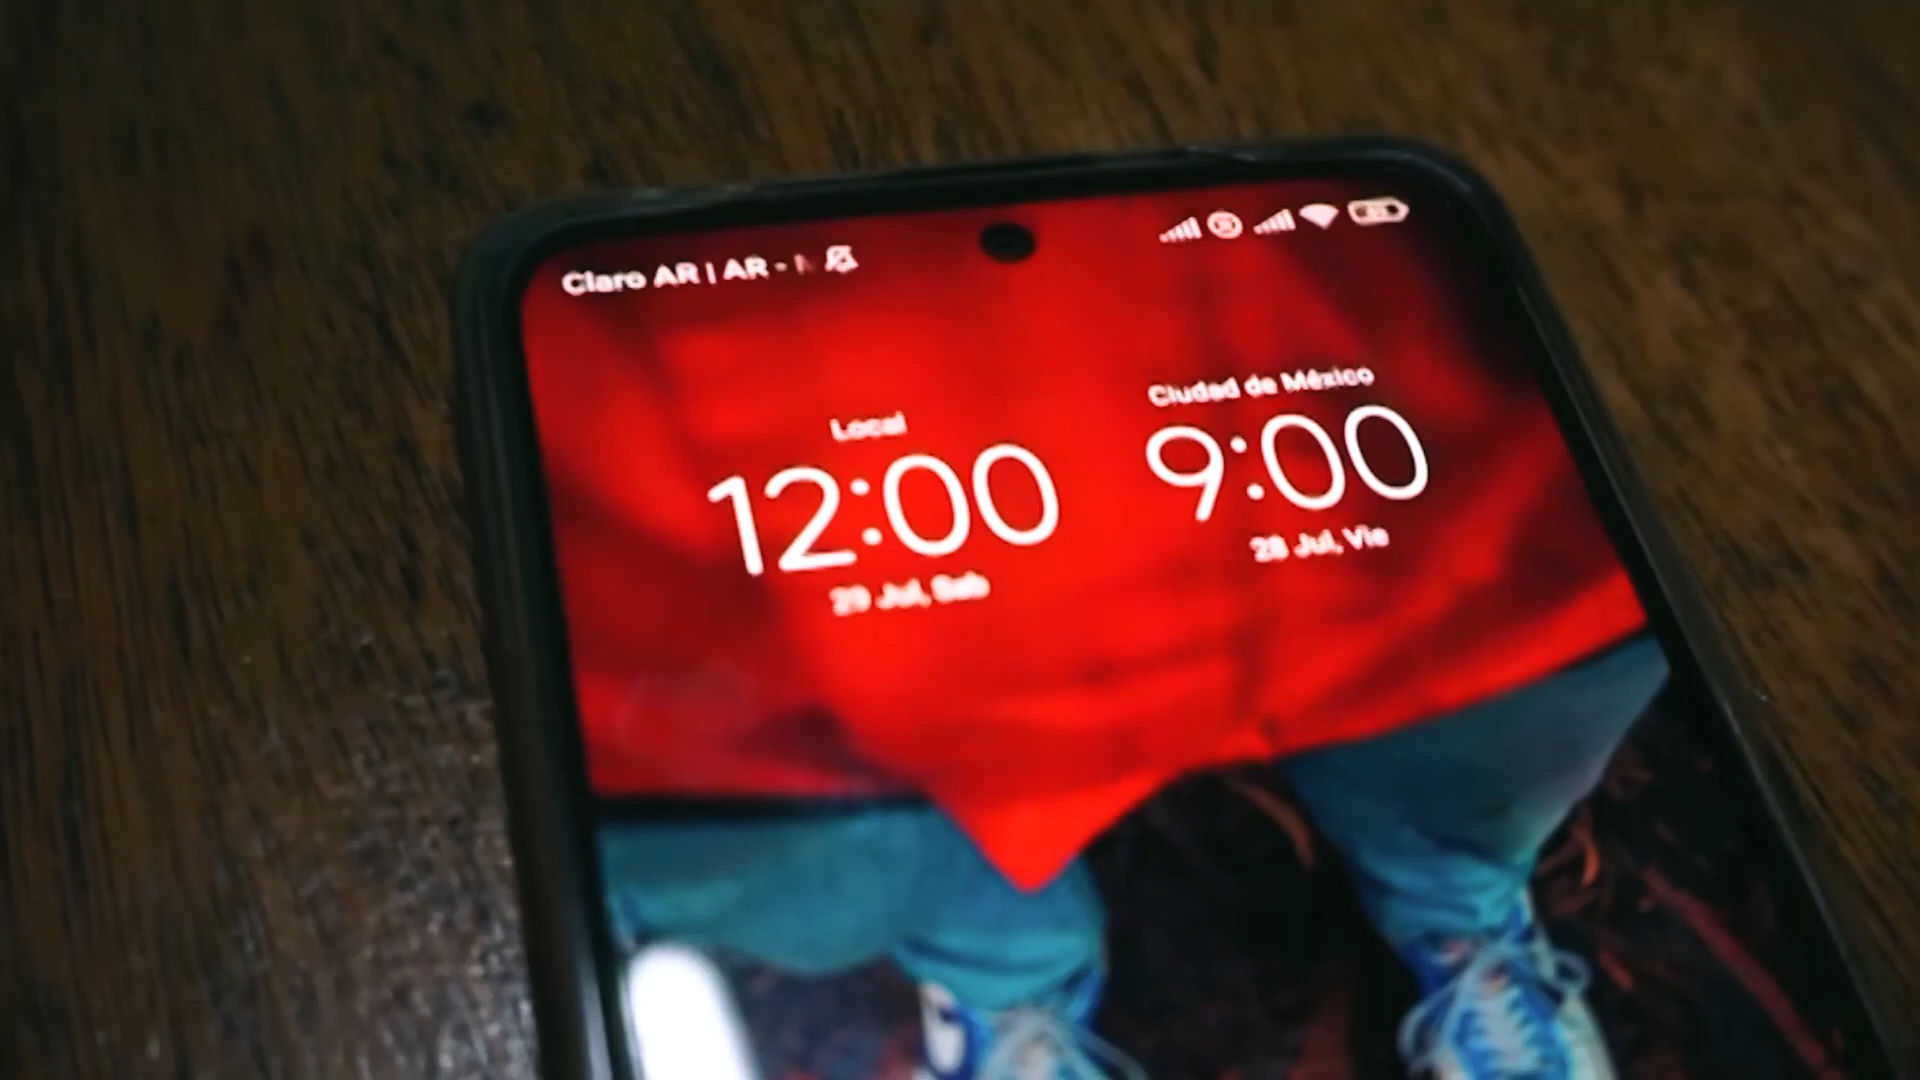 Claro AR | AR -
Local
12:00
29 Jul, Sab
Ciudad de México
9:00
28 Jul, Vie